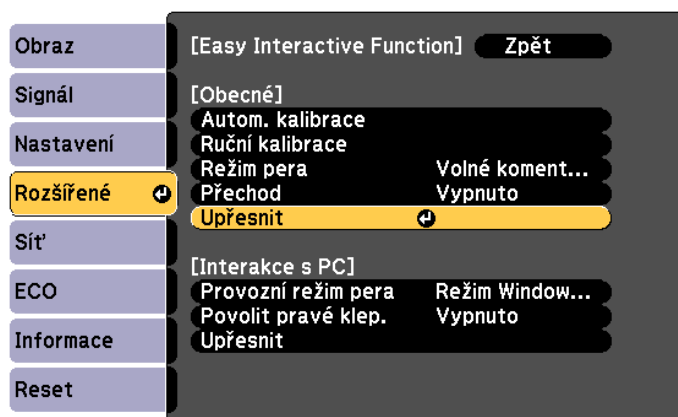 Obraz
Signál
Nastavení
Rozšířené
Síť
ECO
Informace
Reset
[Easy Interactive Function] Zpět
[Obecné]
Autom. kalibrace
Ruční kalibrace
Režim pera Volné koment...
Přechod Vypnuto
Upřesnit
[Interakce s PC]
Provozní režim pera Režim Window...
Povolit pravé klep. Vypnuto
Upřesnit